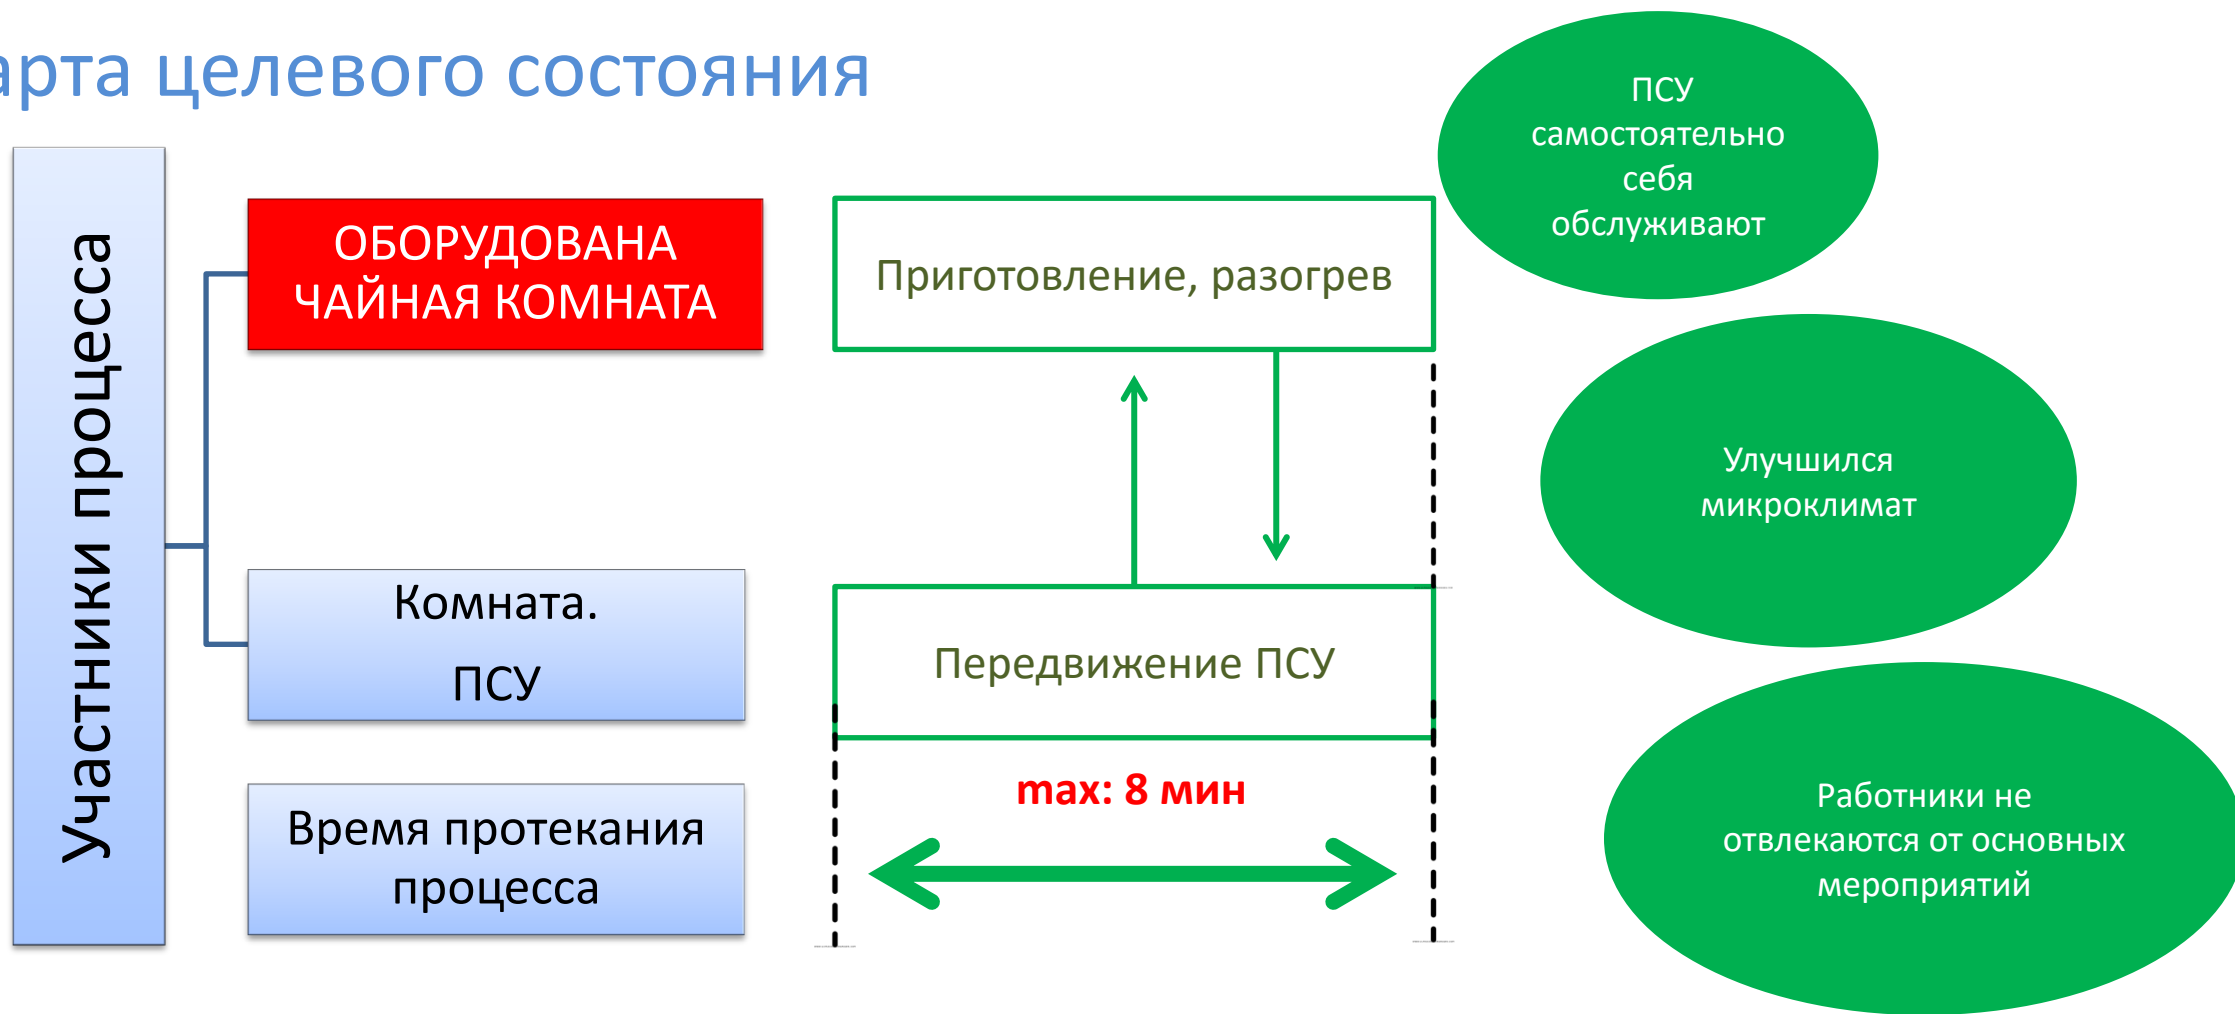 арта целевого состояния
Участники процесса
ОБОРУДОВАНА
ЧАЙНАЯ КОМНАТА
Приготовление, разогрев
Комната.
ПСУ
Передвижение ПСУ
Время протекания
процесса
max: 8 мин
ПСУ
самостоятельно
себя
обслуживают
Улучшился
микроклимат
Работники не
отвлекаются от основных
мероприятий